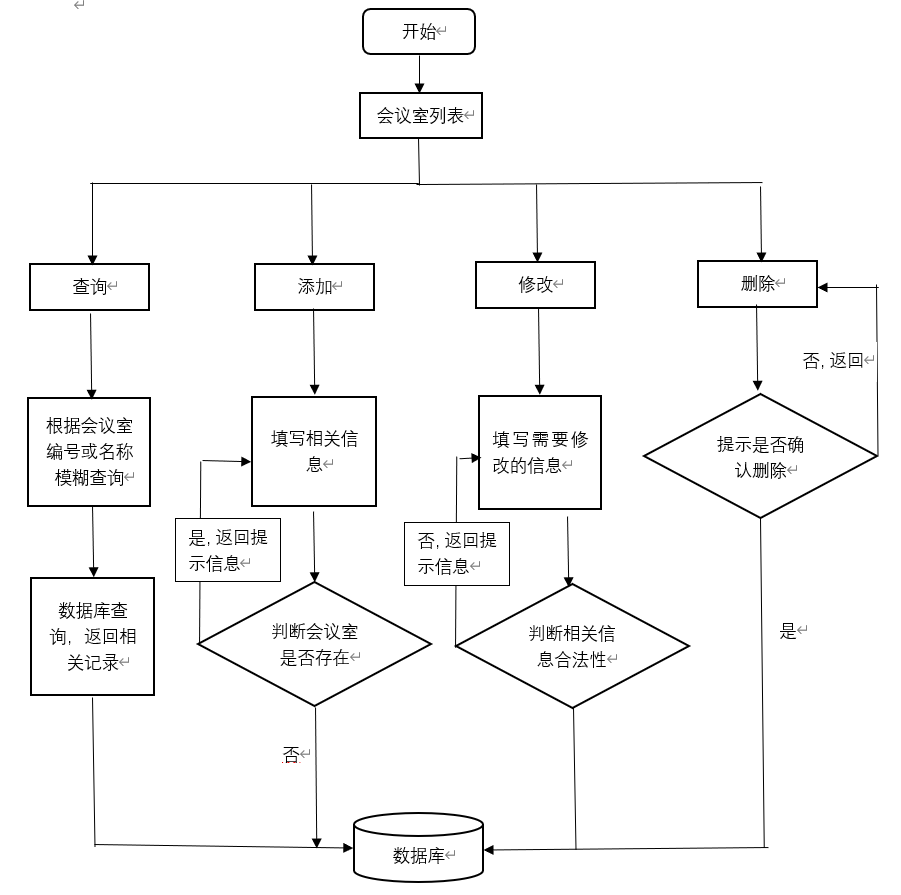 开始
会议室列表
查询
添加
修改
删除
否, 返回
根据会议室
编号或名称
模糊查询
填写相关信
息
填写需要修
改的信息
提示是否确
认删除
是, 返回提
示信息
否, 返回提
示信息
数据库查
询，返回相
关记录
判断会议室
是否存在
判断相关信
息合法性
是
否
数据库